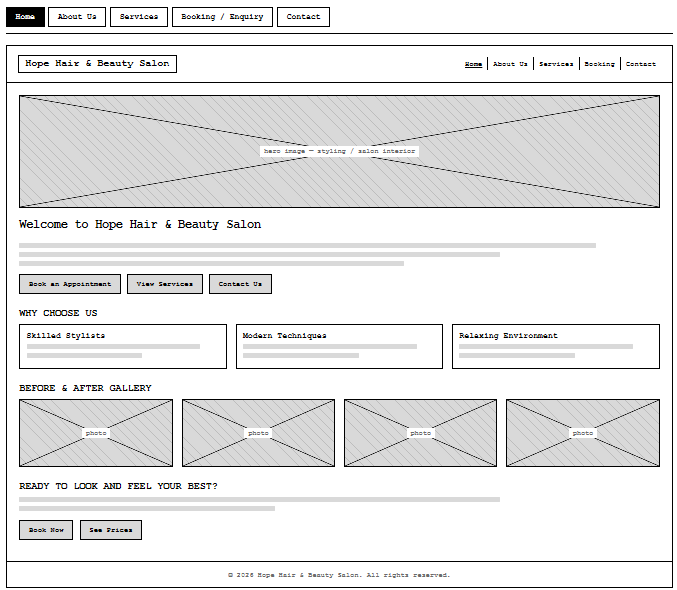 Home About Us Services Booking / Enquiry Contact
Hope Hair & Beauty Salon Home About Us Services Booking Contact
hero image — styling / salon interior
Welcome to Hope Hair & Beauty Salon
Book an Appointment View Services Contact Us
WHY CHOOSE US
Skilled Stylists Modern Techniques Relaxing Environment
BEFORE & AFTER GALLERY
photo photo photo photo
READY TO LOOK AND FEEL YOUR BEST?
Book Now See Prices
© 2026 Hope Hair & Beauty Salon. All rights reserved.